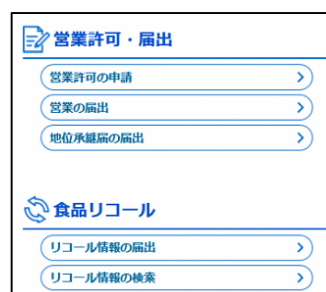 営業許可・届出
営業許可の申請
営業の届出
地位承継届の届出
食品リコール
リコール情報の届出
リコール情報の検索